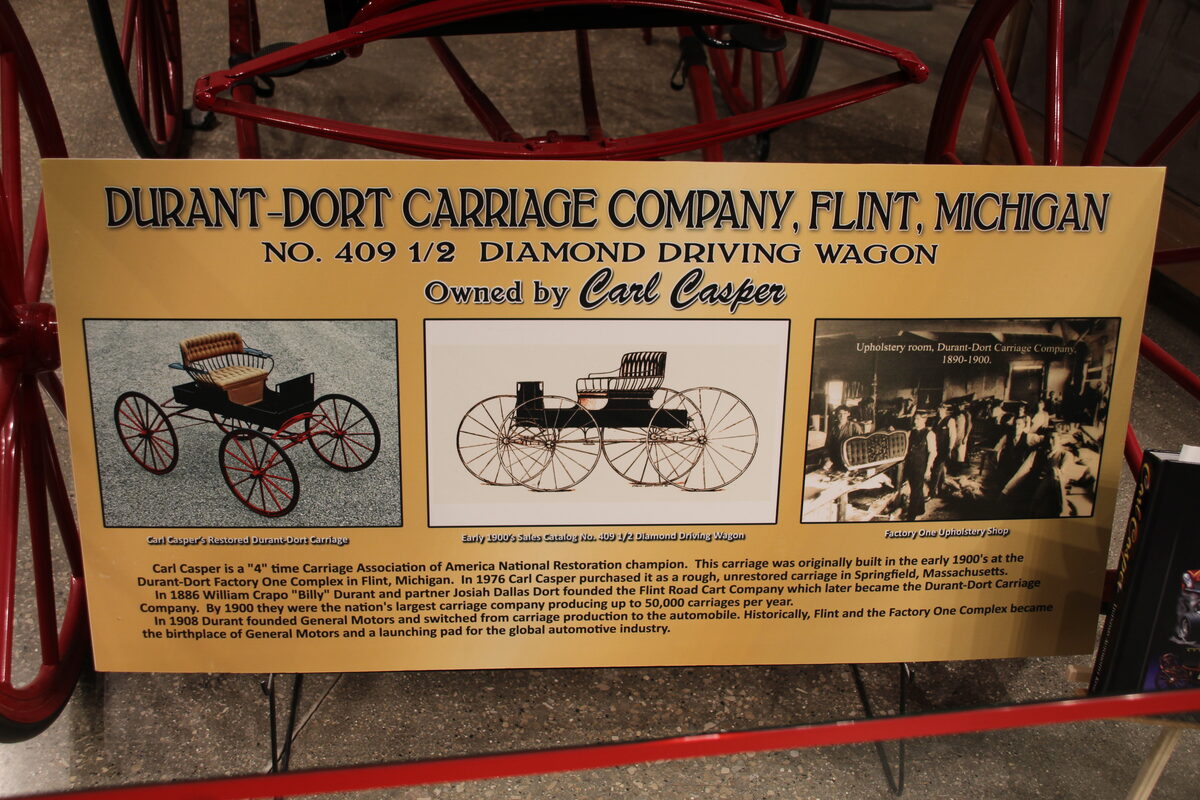 DURANT-DORT CARRIAGE COMPANY, FLINT, MICHIGAN
NO. 409 1/2 DIAMOND DRIVING WAGON
Owned by Carl Casper
Upholstery room, Durant-Dort Carriage Company,
1890-1900.
Carl Casper's Restored Durant-Dort Carriage
Early 1900's Sales Catalog No. 409 1/2 Diamond Driving Wagon
Factory One Upholstery Shop
Carl Casper is a "4" time Carriage Association of America National Restoration champion. This carriage was originally built in the early 1900's at the
Durant-Dort Factory One Complex in Flint, Michigan. In 1976 Carl Casper purchased it as a rough, unrestored carriage in Springfield, Massachusetts.
In 1886 William Crapo "Billy" Durant and partner Josiah Dallas Dort founded the Flint Road Cart Company which later became the Durant-Dort Carriage
Company. By 1900 they were the nation's largest carriage company producing up to 50,000 carriages per year.
In 1908 Durant founded General Motors and switched from carriage production to the automobile. Historically, Flint and the Factory One Complex became
the birthplace of General Motors and a launching pad for the global automotive industry.
Carl Casper